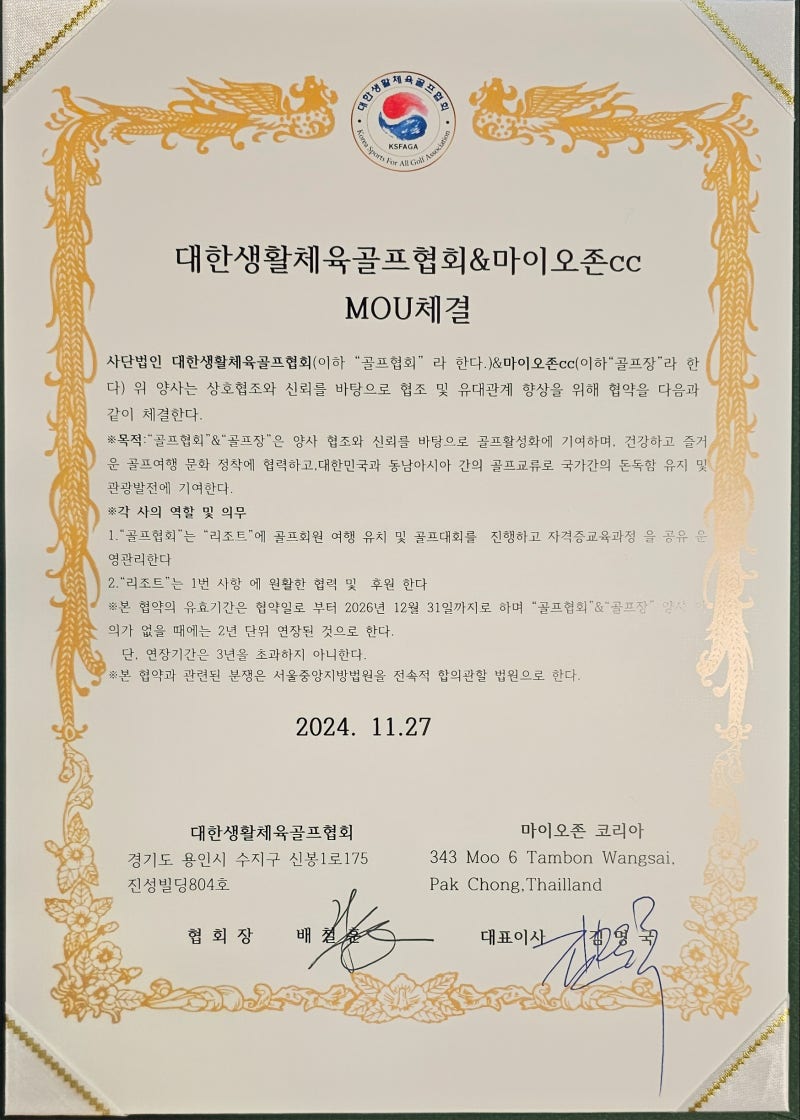 대한생활체육골프협회
KSFAGA
Korea Sports For All Golf Association
대한생활체육골프협회&마이오존cc
MOU체결
사단법인 대한생활체육골프협회(이하 “골프협회” 라 한다.)&마이오존cc(이하“골프장”라 한
다) 위 양사는 상호협조와 신뢰를 바탕으로 협조 및 유대관계 향상을 위해 협약을 다음과
같이 체결한다.
※목적:“골프협회”&“골프장”은 양사 협조와 신뢰를 바탕으로 골프활성화에 기여하며, 건강하고 즐거
운 골프여행 문화 정착에 협력하고,대한민국과 동남아시아 간의 골프교류로 국가간의 돈독함 유지 및
관광발전에 기여한다.
※각 사의 역할 및 의무
1.“골프협회”는 “리조트”에 골프회원 여행 유치 및 골프대회를 진행하고 자격증교육과정 을 공유 운
영관리한다
2.“리조트”는 1번 사항 에 원활한 협력 및 후원 한다
※본 협약의 유효기간은 협약일로 부터 2026년 12월 31일까지로 하며 “골프협회”&“골프장” 양사
의가 없을 때에는 2년 단위 연장된 것으로 한다.
단, 연장기간은 3년을 초과하지 아니한다.
※본 협약과 관련된 분쟁은 서울중앙지방법원을 전속적 합의관할 법원으로 한다.
2024. 11.27
대한생활체육골프협회
경기도 용인시 수지구 신봉1로175
진성빌딩804호
협 회 장 배 철 훈
마이오존 코리아
343 Moo 6 Tambon Wangsai,
Pak Chong,Thailland
대표이사 김 명 국